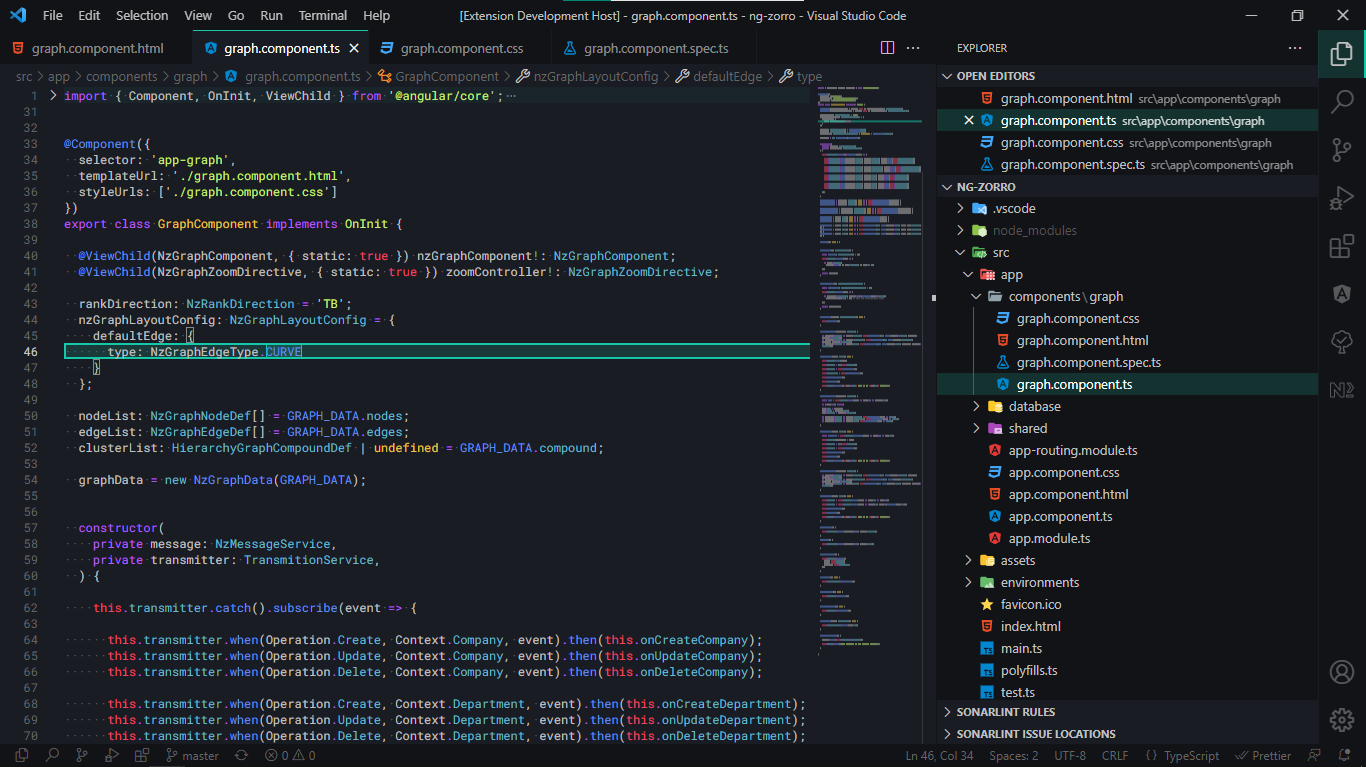 File Edit Selection View Go Run Terminal Help [Extension Development Host] - graph.component.ts - ng-zorro - Visual Studio Code
graph.component.html graph.component.ts graph.component.css graph.component.spec.ts
src > app > components > graph > graph.component.ts > GraphComponent > nzGraphLayoutConfig > defaultEdge > type
1 import { Component, OnInit, ViewChild } from '@angular/core';
31
32
33 @Component({
34 selector: 'app-graph',
35 templateUrl: './graph.component.html',
36 styleUrls: ['./graph.component.css']
37 })
38 export class GraphComponent implements OnInit {
39
40 @ViewChild(NzGraphComponent, { static: true }) nzGraphComponent!: NzGraphComponent;
41 @ViewChild(NzGraphZoomDirective, { static: true }) zoomController!: NzGraphZoomDirective;
42
43 rankDirection: NzRankDirection = 'TB';
44 nzGraphLayoutConfig: NzGraphLayoutConfig = {
45 defaultEdge: {
46 type: NzGraphEdgeType.CURVE
47 }
48 };
49
50 nodeList: NzGraphNodeDef[] = GRAPH_DATA.nodes;
51 edgeList: NzGraphEdgeDef[] = GRAPH_DATA.edges;
52 clusterList: HierarchyGraphCompoundDef | undefined = GRAPH_DATA.compound;
53
54 graphData = new NzGraphData(GRAPH_DATA);
55
56
57 constructor(
58 private message: NzMessageService,
59 private transmitter: TransmitionService,
60 ) {
61
62 this.transmitter.catch().subscribe(event => {
63
64 this.transmitter.when(Operation.Create, Context.Company, event).then(this.onCreateCompany);
65 this.transmitter.when(Operation.Update, Context.Company, event).then(this.onUpdateCompany);
66 this.transmitter.when(Operation.Delete, Context.Company, event).then(this.onDeleteCompany);
67
68 this.transmitter.when(Operation.Create, Context.Department, event).then(this.onCreateDepartment);
69 this.transmitter.when(Operation.Update, Context.Department, event).then(this.onUpdateDepartment);
70 this.transmitter.when(Operation.Delete, Context.Department, event).then(this.onDeleteDepartment);
EXPLORER
OPEN EDITORS
graph.component.html src\app\components\graph
graph.component.ts src\app\components\graph
graph.component.css src\app\components\graph
graph.component.spec.ts src\app\components\graph
NG-ZORRO
.vscode
node_modules
src
app
components\graph
graph.component.css
graph.component.html
graph.component.spec.ts
graph.component.ts
database
shared
app-routing.module.ts
app.component.css
app.component.html
app.component.ts
app.module.ts
assets
environments
favicon.ico
index.html
main.ts
polyfills.ts
test.ts
SONARLINT RULES
SONARLINT ISSUE LOCATIONS
master 0 0 Ln 46, Col 34 Spaces: 2 UTF-8 CRLF { } TypeScript Prettier